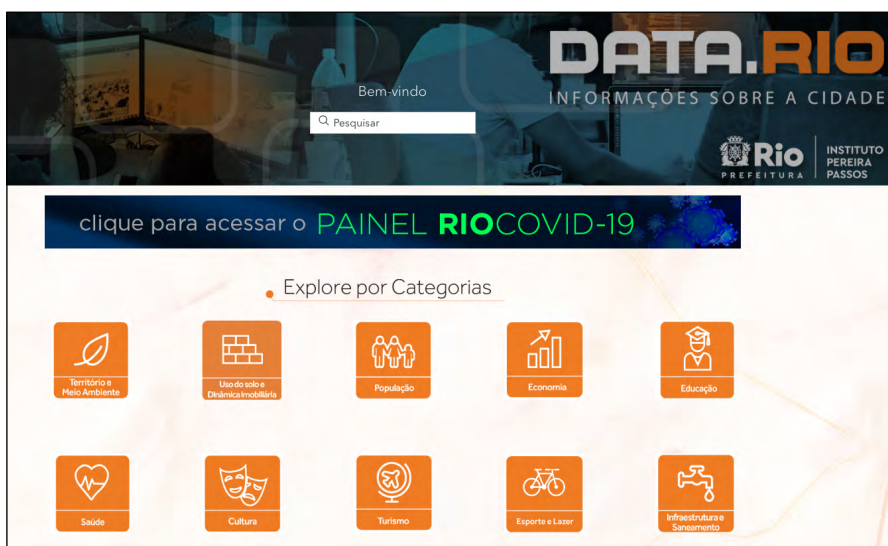 DATA.RIO
INFORMAÇÕES SOBRE A CIDADE
Bem-vindo
Pesquisar
Rio
PREFEITURA
INSTITUTO
PEREIRA
PASSOS
clique para acessar o PAINEL RIOCOVID-19
Explore por Categorias
Território e
Meio Ambiente
Uso do solo e
Dinâmica Imobiliária
População
Economia
Educação
Saúde
Cultura
Turismo
Esporte e Lazer
Infraestrutura e
Saneamento